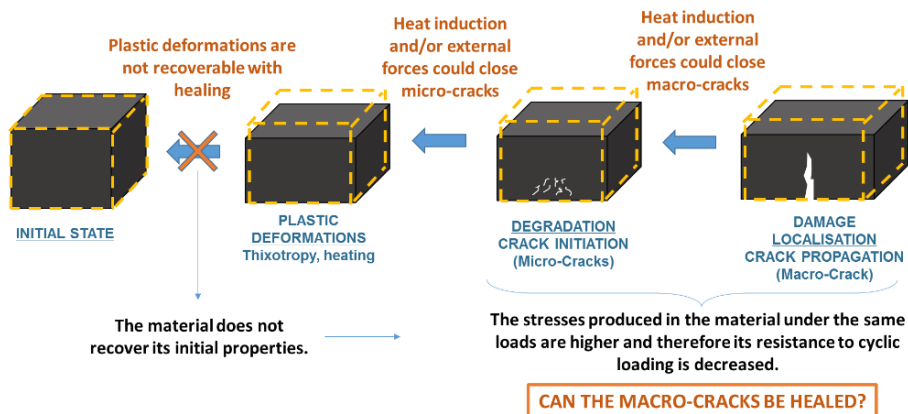 Plastic deformations are
not recoverable with
healing
Heat induction
and/or external
forces could close
micro-cracks
Heat induction
and/or external
forces could close
macro-cracks
INITIAL STATE
PLASTIC
DEFORMATIONS
Thixotropy, heating
DEGRADATION
CRACK INITIATION
(Micro-Cracks)
DAMAGE
LOCALISATION
CRACK PROPAGATION
(Macro-Crack)
The material does not
recover its initial properties.
The stresses produced in the material under the same
loads are higher and therefore its resistance to cyclic
loading is decreased.
CAN THE MACRO-CRACKS BE HEALED?